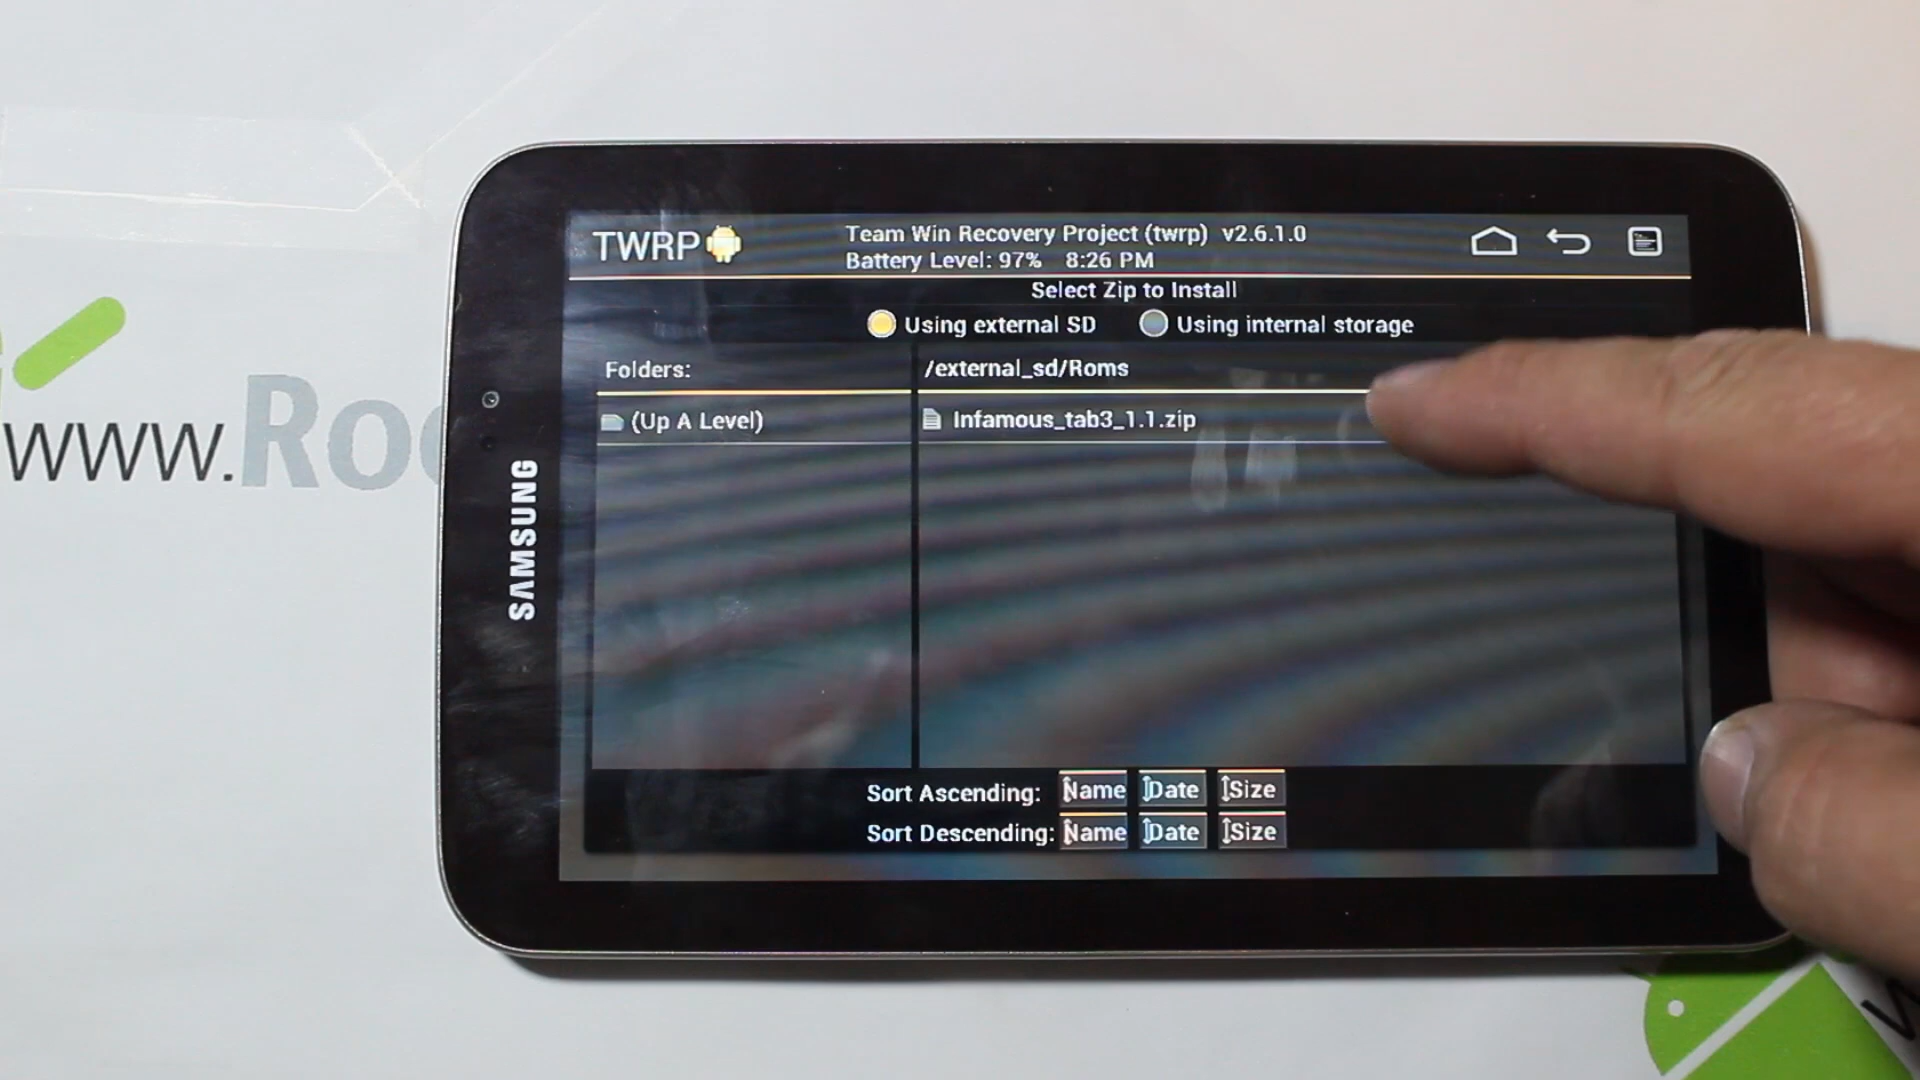 TWRP
Team Win Recovery Project (twrp) v2.6.1.0
Battery Level: 97% 8:26 PM
Select Zip to Install
Using external SD
Using internal storage
Folders:
/external_sd/Roms
(Up A Level)
Infamous_tab3_1.1.zip
www.Ro
SAMSUNG
Sort Ascending: Name Date Size
Sort Descending: Name Date Size